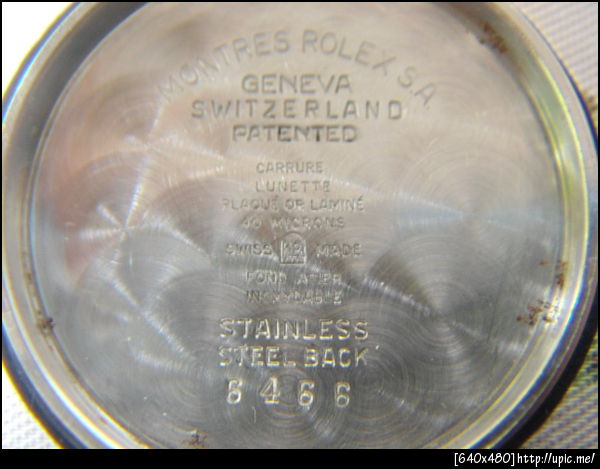 MONTRES ROLEX S.A.
GENEVA
SWITZERLAND
PATENTED
CARRURE
LUNETTE
PLAQUÉ OR LAMINÉ
40 MICRONS
SWISS MADE
FOND ACIER
INOXYDABLE
STAINLESS
STEEL BACK
6466
[640x480]http://upic.me/